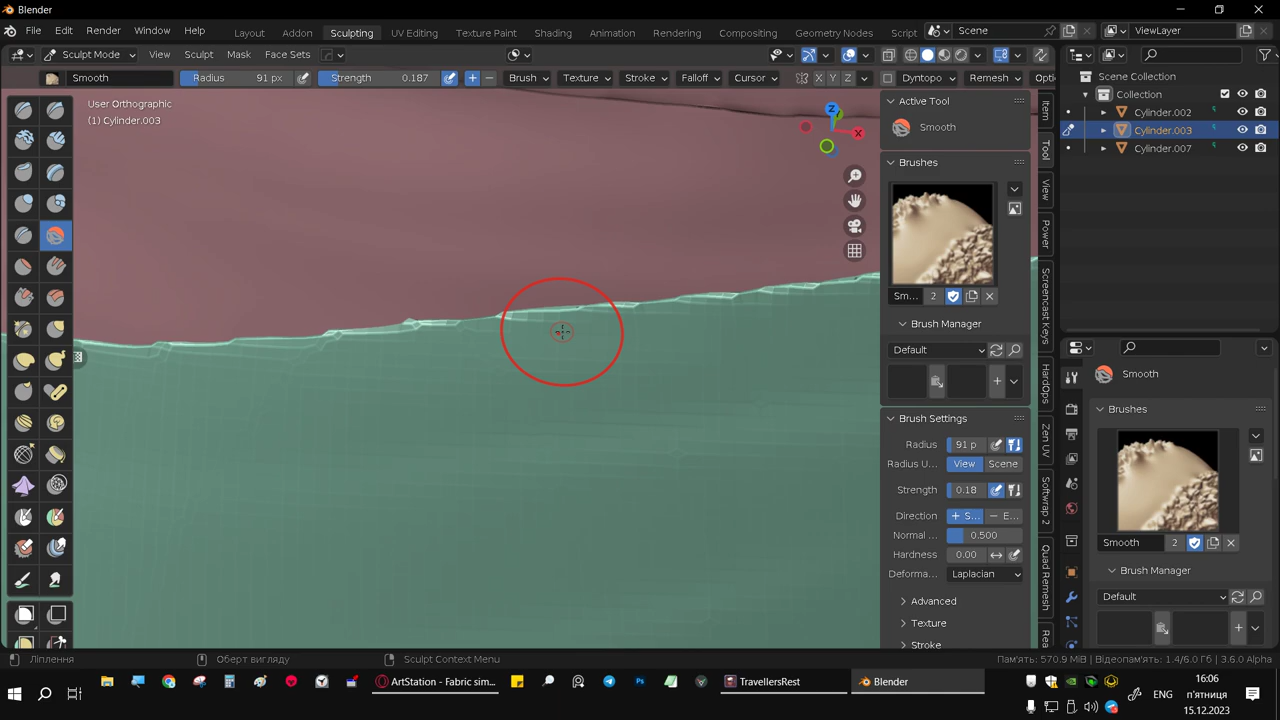 Blender
File Edit Render Window Help Layout Addon Sculpting UV Editing Texture Paint Shading Animation Rendering Compositing Geometry Nodes Script Scene ViewLayer
Sculpt Mode View Sculpt Mask Face Sets
Smooth Radius 91 px Strength 0.187 Brush Texture Stroke Falloff Cursor X Y Z Dyntopo Remesh Opti
User Orthographic
(1) Cylinder.003
Z
X
Active Tool
Smooth
Brushes
Sm... 2
Brush Manager
Default
Brush Settings
Radius 91 p
Radius U... View Scene
Strength 0.18
Direction + S... − E...
Normal ... 0.500
Hardness 0.00
Deforma... Laplacian
Advanced
Texture
Stroke
Item
Tool
View
Power
Screencast Keys
HardOps
Zen UV
Softwrap 2
Quad Remesh
Rea
Scene Collection
Collection
Cylinder.002
Cylinder.003
Cylinder.007
Smooth
Brushes
Smooth 2
Brush Manager
Default
Ліплення Оберт вигляду Sculpt Context Menu Пам'ять: 570.9 MiB | Відеопам'ять: 1.4/6.0 Гі | 3.6.0 Alpha
ArtStation - Fabric sim... Ps TravellersRest Blender
ENG
16:06
п'ятниця
15.12.2023